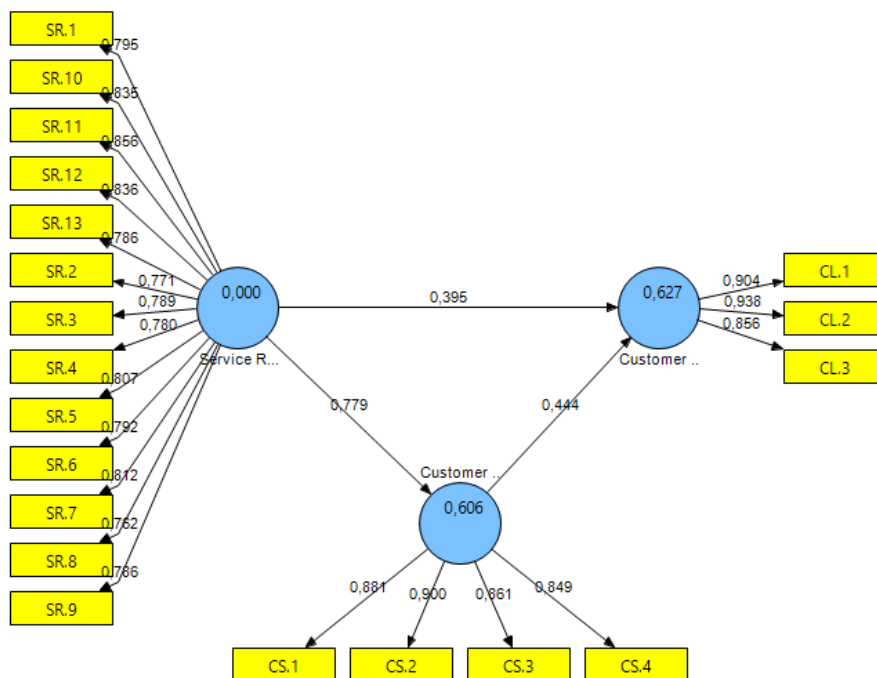 SR.1
0,795
SR.10
0,835
SR.11
0,856
SR.12
0,836
SR.13
0,786
SR.2
0,771
SR.3
0,789
SR.4
0,780
SR.5
0,807
SR.6
0,792
SR.7
0,812
SR.8
0,762
SR.9
0,786
0,000
Service R...
0,395
0,779
0,444
0,627
Customer ..
0,904
CL.1
0,938
CL.2
0,856
CL.3
Customer ..
0,606
0,881
0,900
0,861
0,849
CS.1
CS.2
CS.3
CS.4